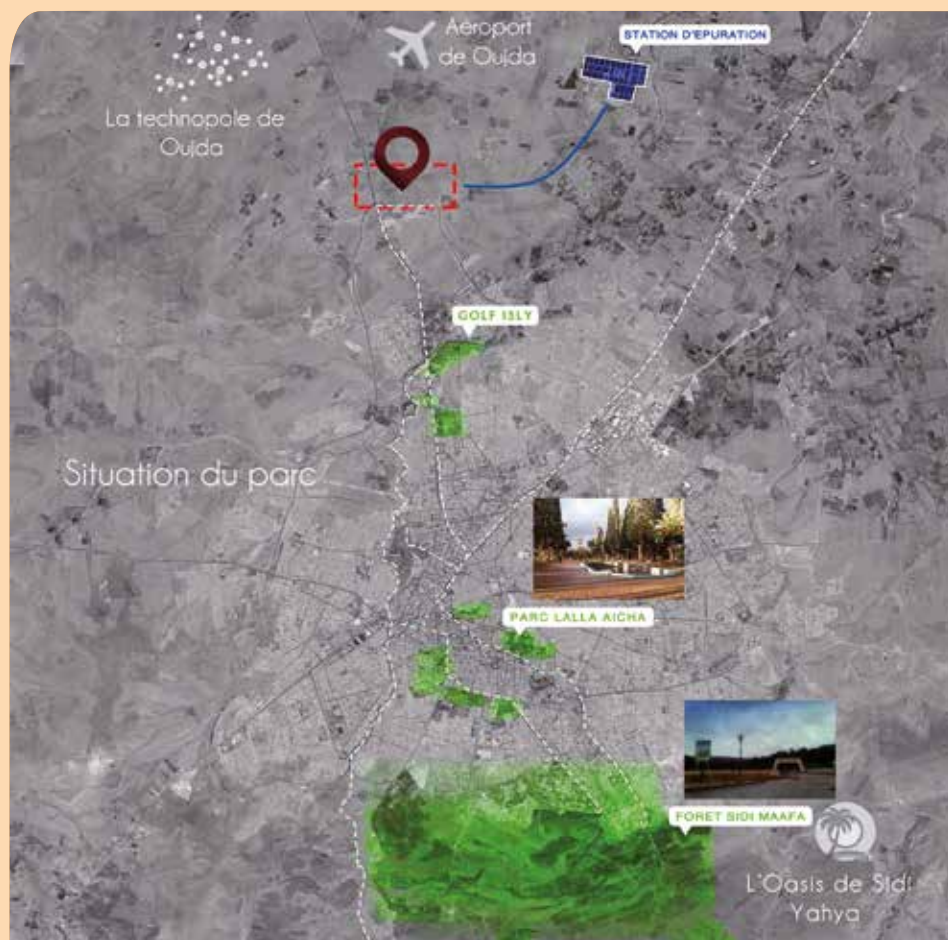 Aeroport
de Oujda
STATION D'EPURATION
La technopole de
Oujda
GOLF ISLY
Situation du parc
PARC LALLA AICHA
FORET SIDI MAAFA
L'Oasis de Sidi
Yahya